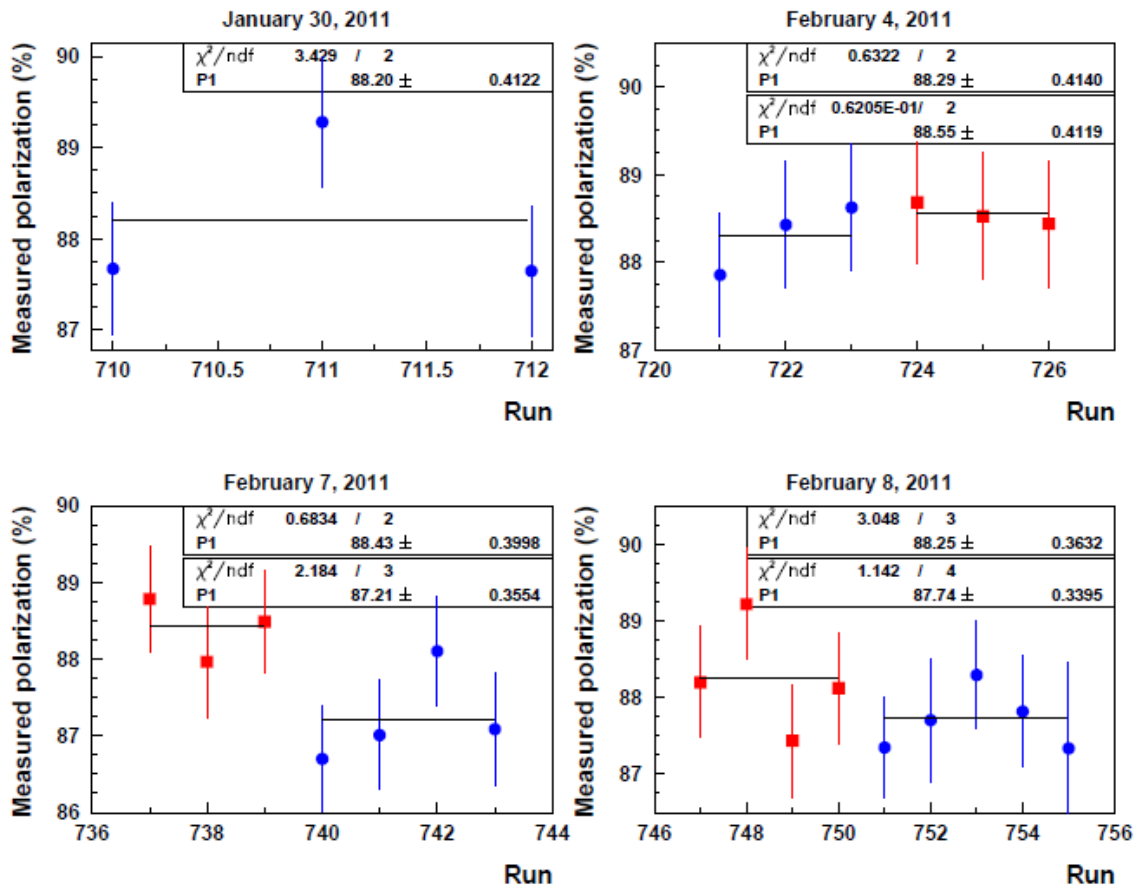 January 30, 2011
Measured polarization (%)
90
89
88
87
χ²/ndf 3.429 / 2
P1 88.20 ± 0.4122
710 710.5 711 711.5 712
Run
February 4, 2011
Measured polarization (%)
90
89
88
87
χ²/ndf 0.6322 / 2
P1 88.29 ± 0.4140
χ²/ndf 0.6205E-01/ 2
P1 88.55 ± 0.4119
720 722 724 726
Run
February 7, 2011
Measured polarization (%)
90
89
88
87
86
χ²/ndf 0.6834 / 2
P1 88.43 ± 0.3998
χ²/ndf 2.184 / 3
P1 87.21 ± 0.3554
736 738 740 742 744
Run
February 8, 2011
Measured polarization (%)
90
89
88
87
χ²/ndf 3.048 / 3
P1 88.25 ± 0.3632
χ²/ndf 1.142 / 4
P1 87.74 ± 0.3395
746 748 750 752 754 756
Run